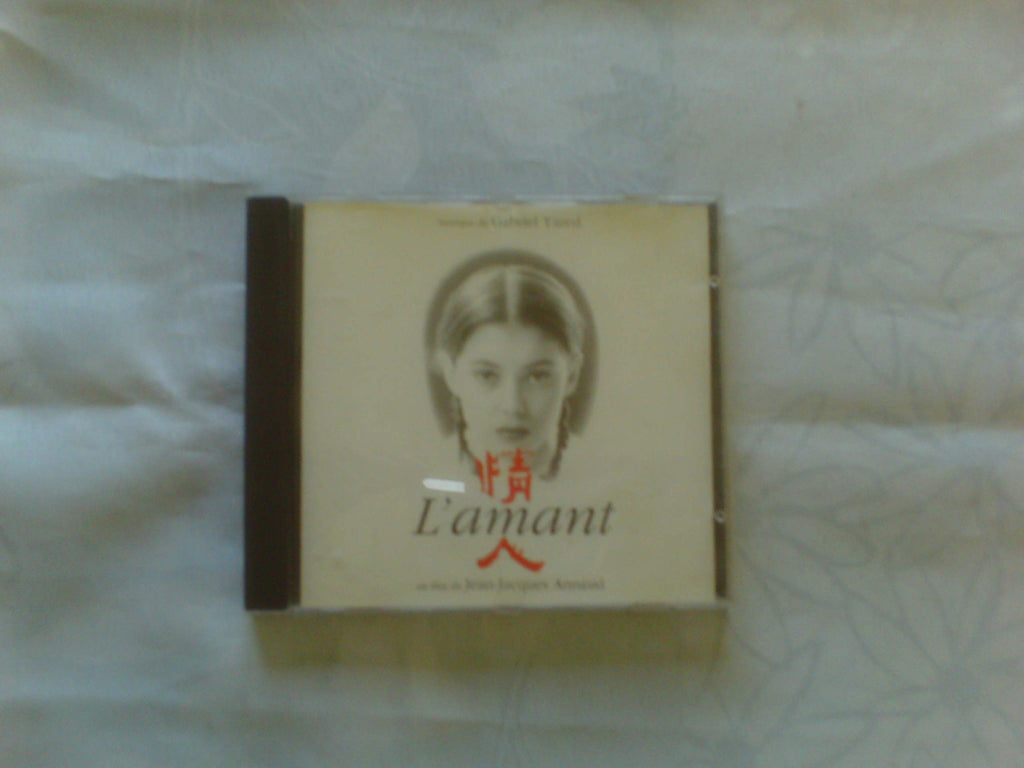 musique de Gabriel Yared
情
L'amant
人
un film de Jean-Jacques Annaud